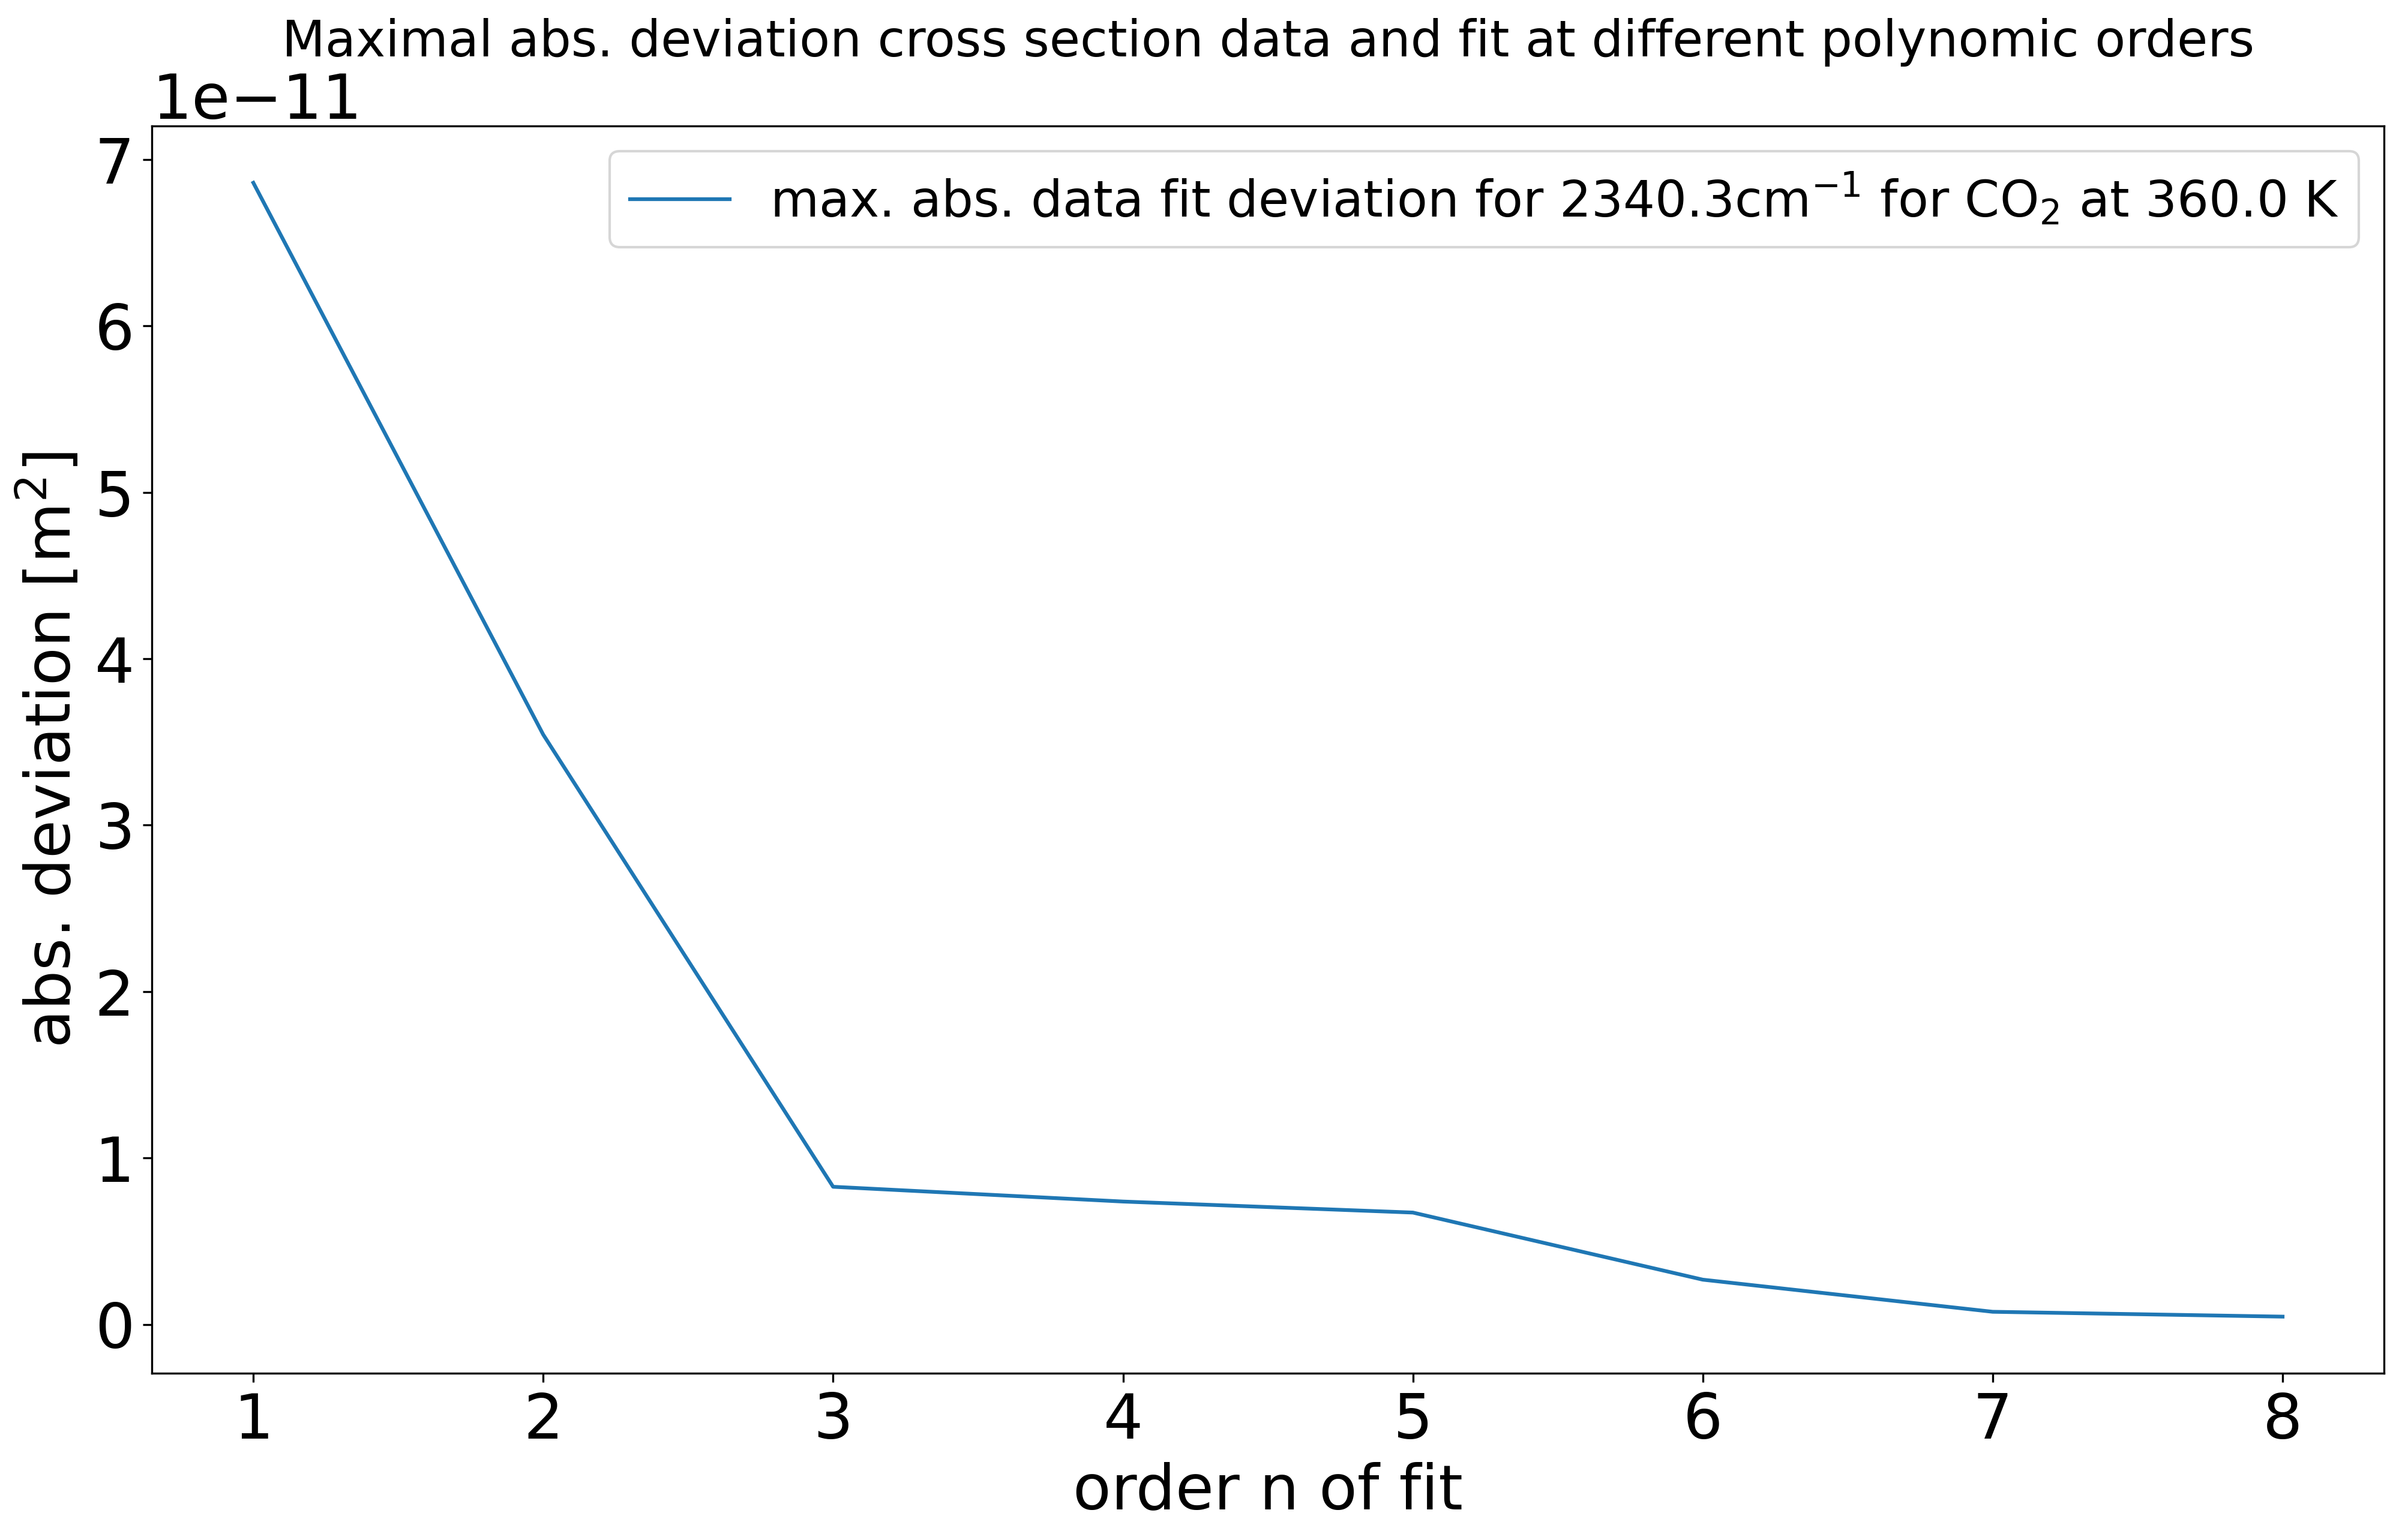 Maximal abs. deviation cross section data and fit at different polynomic orders
1e−11
max. abs. data fit deviation for 2340.3cm⁻¹ for CO₂ at 360.0 K
abs. deviation [m²]
7
6
5
4
3
2
1
0
1 2 3 4 5 6 7 8
order n of fit